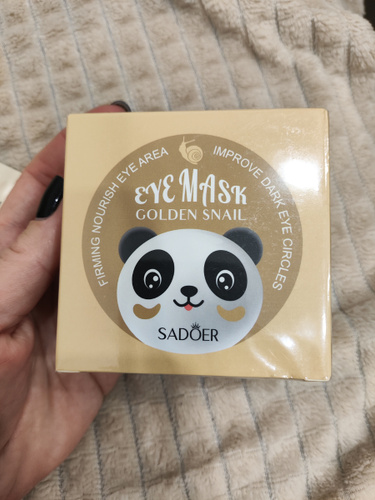 FIRMING NOURISH EYE AREA
IMPROVE DARK EYE CIRCLES
EYE MASK
GOLDEN SNAIL
SADOER